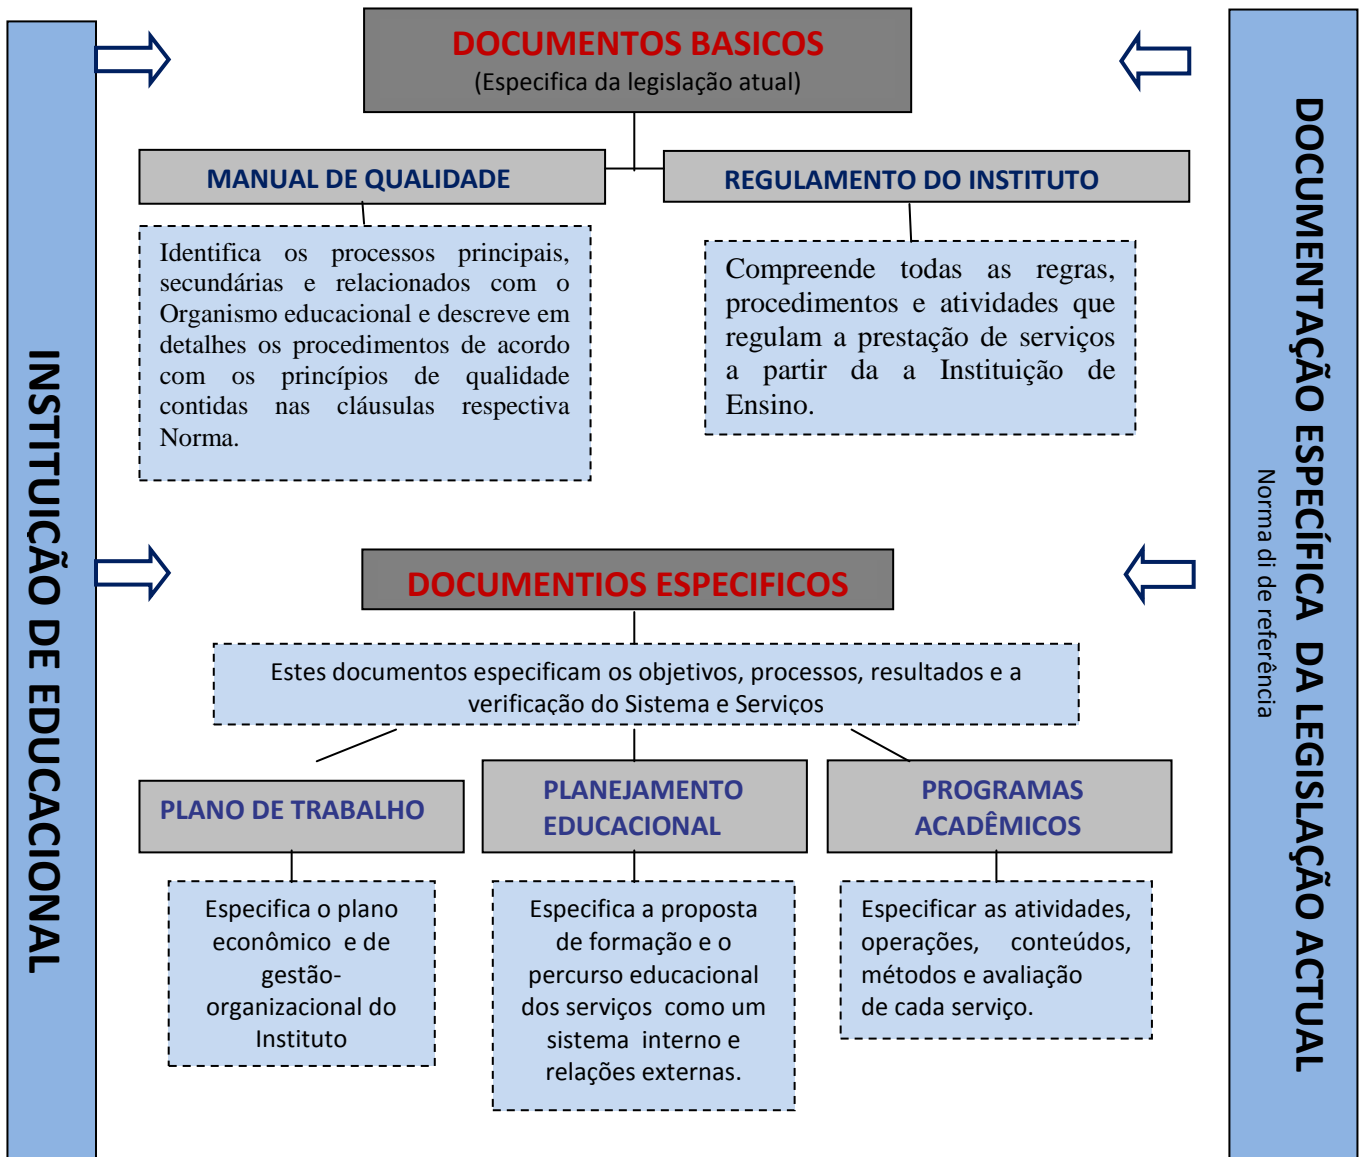 INSTITUIÇÃO DE EDUCACIONAL
DOCUMENTOS BASICOS
(Especifica da legislação atual)
MANUAL DE QUALIDADE
Identifica os processos principais,
secundárias e relacionados com o
Organismo educacional e descreve em
detalhes os procedimentos de acordo
com os princípios de qualidade
contidas nas cláusulas respectiva
Norma.
REGULAMENTO DO INSTITUTO
Compreende todas as regras,
procedimentos e atividades que
regulam a prestação de serviços
a partir da a Instituição de
Ensino.
DOCUMENTIOS ESPECIFICOS
Estes documentos especificam os objetivos, processos, resultados e a
verificação do Sistema e Serviços
PLANO DE TRABALHO
Especifica o plano
econômico e de
gestão-
organizacional do
Instituto
PLANEJAMENTO
EDUCACIONAL
Especifica a proposta
de formação e o
percurso educacional
dos serviços como um
sistema interno e
relações externas.
PROGRAMAS
ACADÊMICOS
Especificar as atividades,
operações, conteúdos,
métodos e avaliação
de cada serviço.
DOCUMENTAÇÃO ESPECÍFICA DA LEGISLAÇÃO ACTUAL
Norma di de referência